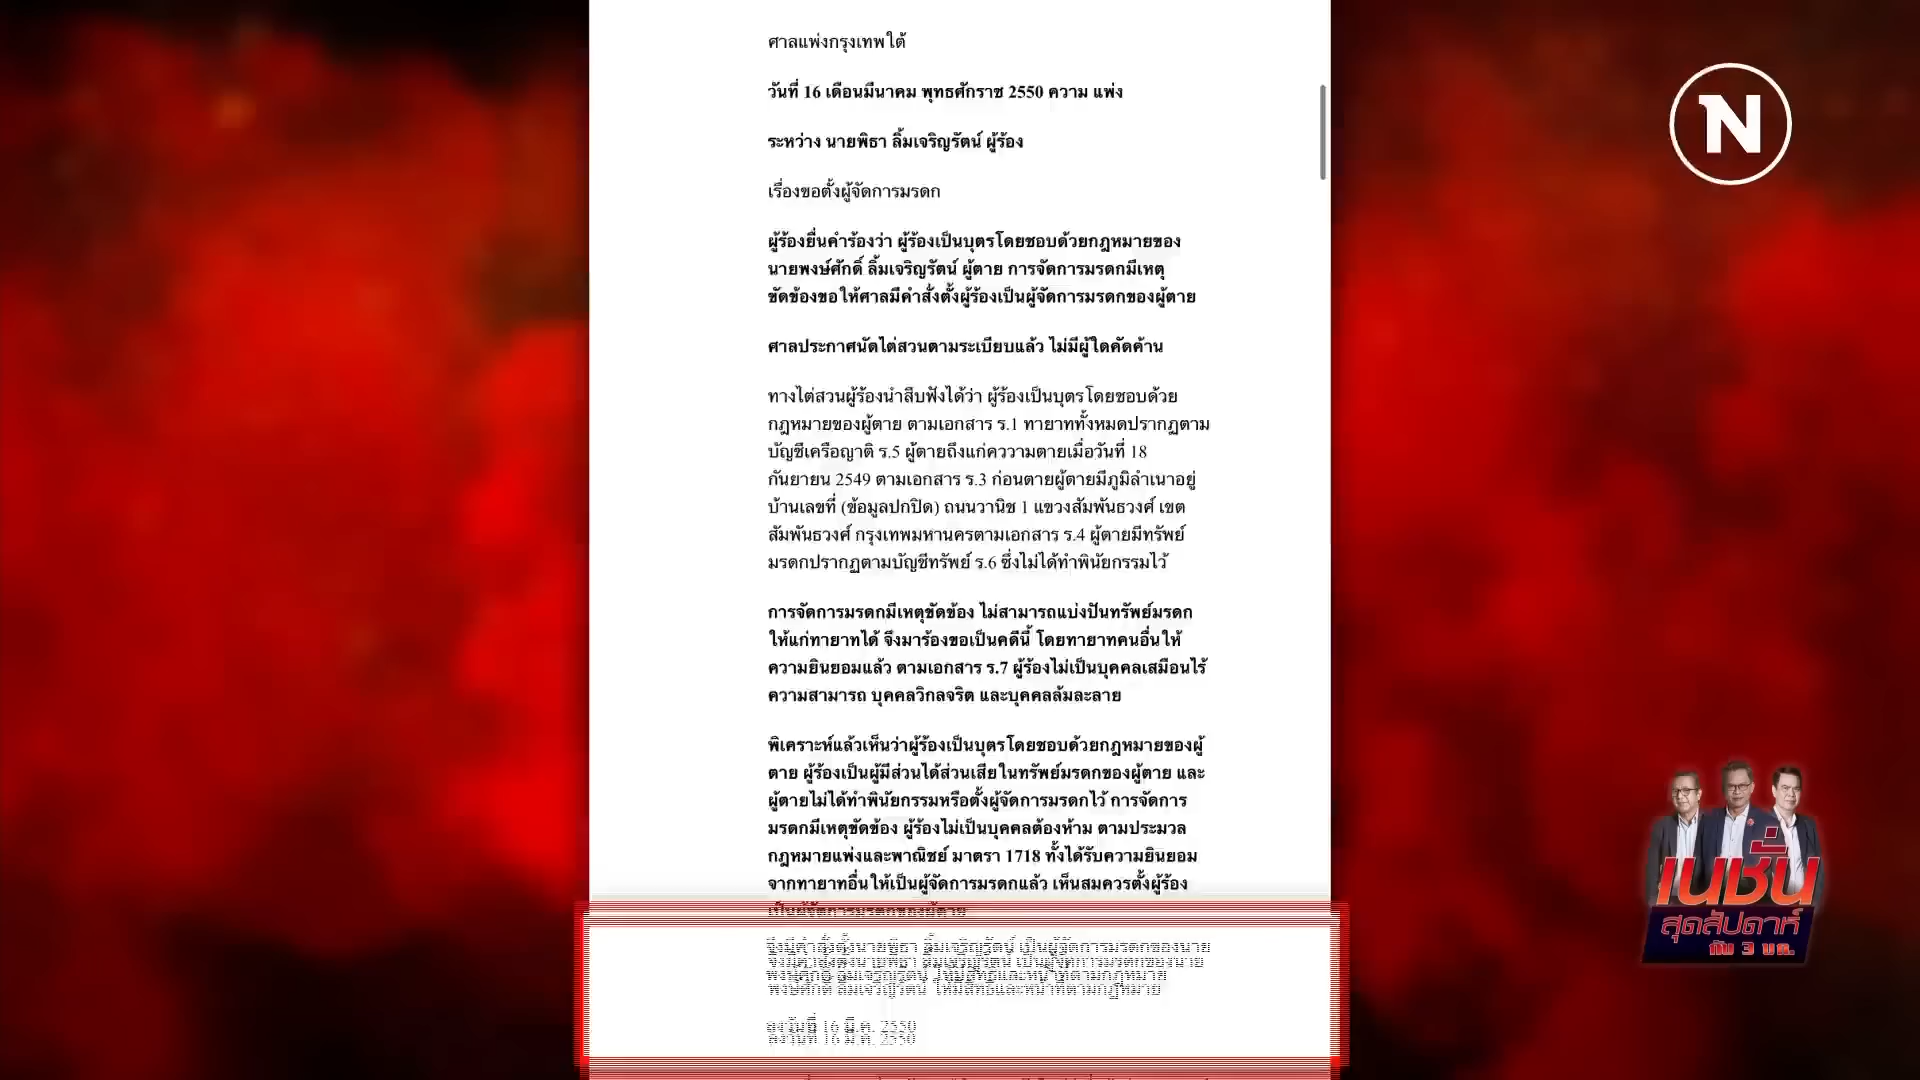 ศาลแพ่งกรุงเทพใต้
วันที่ 16 เดือนมีนาคม พุทธศักราช 2550 ความ แพ่ง
ระหว่าง นายพิธา ลิ้มเจริญรัตน์ ผู้ร้อง
เรื่องขอตั้งผู้จัดการมรดก
ผู้ร้องยื่นคำร้องว่า ผู้ร้องเป็นบุตรโดยชอบด้วยกฎหมายของ
นายพงษ์ศักดิ์ ลิ้มเจริญรัตน์ ผู้ตาย การจัดการมรดกมีเหตุ
ขัดข้องขอให้ศาลมีคำสั่งตั้งผู้ร้องเป็นผู้จัดการมรดกของผู้ตาย
ศาลประกาศนัดไต่สวนตามระเบียบแล้ว ไม่มีผู้ใดคัดค้าน
ทางไต่สวนผู้ร้องนำสืบฟังได้ว่า ผู้ร้องเป็นบุตรโดยชอบด้วย
กฎหมายของผู้ตาย ตามเอกสาร ร.1 ทายาททั้งหมดปรากฏตาม
บัญชีเครือญาติ ร.5 ผู้ตายถึงแก่คววามตายเมื่อวันที่ 18
กันยายน 2549 ตามเอกสาร ร.3 ก่อนตายผู้ตายมีภูมิลำเนาอยู่
บ้านเลขที่ (ข้อมูลปกปิด) ถนนวานิช 1 แขวงสัมพันธวงศ์ เขต
สัมพันธวงศ์ กรุงเทพมหานครตามเอกสาร ร.4 ผู้ตายมีทรัพย์
มรดกปรากฏตามบัญชีทรัพย์ ร.6 ซึ่งไม่ได้ทำพินัยกรรมไว้
การจัดการมรดกมีเหตุขัดข้อง ไม่สามารถแบ่งปันทรัพย์มรดก
ให้แก่ทายาทได้ จึงมาร้องขอเป็นคดีนี้ โดยทายาทคนอื่นให้
ความยินยอมแล้ว ตามเอกสาร ร.7 ผู้ร้องไม่เป็นบุคคลเสมือนไร้
ความสามารถ บุคคลวิกลจริต และบุคคลล้มละลาย
พิเคราะห์แล้วเห็นว่าผู้ร้องเป็นบุตรโดยชอบด้วยกฎหมายของผู้
ตาย ผู้ร้องเป็นผู้มีส่วนได้ส่วนเสียในทรัพย์มรดกของผู้ตาย และ
ผู้ตายไม่ได้ทำพินัยกรรมหรือตั้งผู้จัดการมรดกไว้ การจัดการ
มรดกมีเหตุขัดข้อง ผู้ร้องไม่เป็นบุคคลต้องห้าม ตามประมวล
กฎหมายแพ่งและพาณิชย์ มาตรา 1718 ทั้งได้รับความยินยอม
จากทายาทอื่นให้เป็นผู้จัดการมรดกแล้ว เห็นสมควรตั้งผู้ร้อง
เป็นผู้จัดการมรดกของผู้ตาย
จึงมีคำสั่งตั้งนายพิธา ลิ้มเจริญรัตน์ เป็นผู้จัดการมรดกของนาย
พงษ์ศักดิ์ ลิ้มเจริญรัตน์ ให้มีสิทธิและหน้าที่ตามกฎหมาย
ลงวันที่ 16 มี.ค. 2550
N
เนชั่น
สุดสัปดาห์
กับ 3 บก.